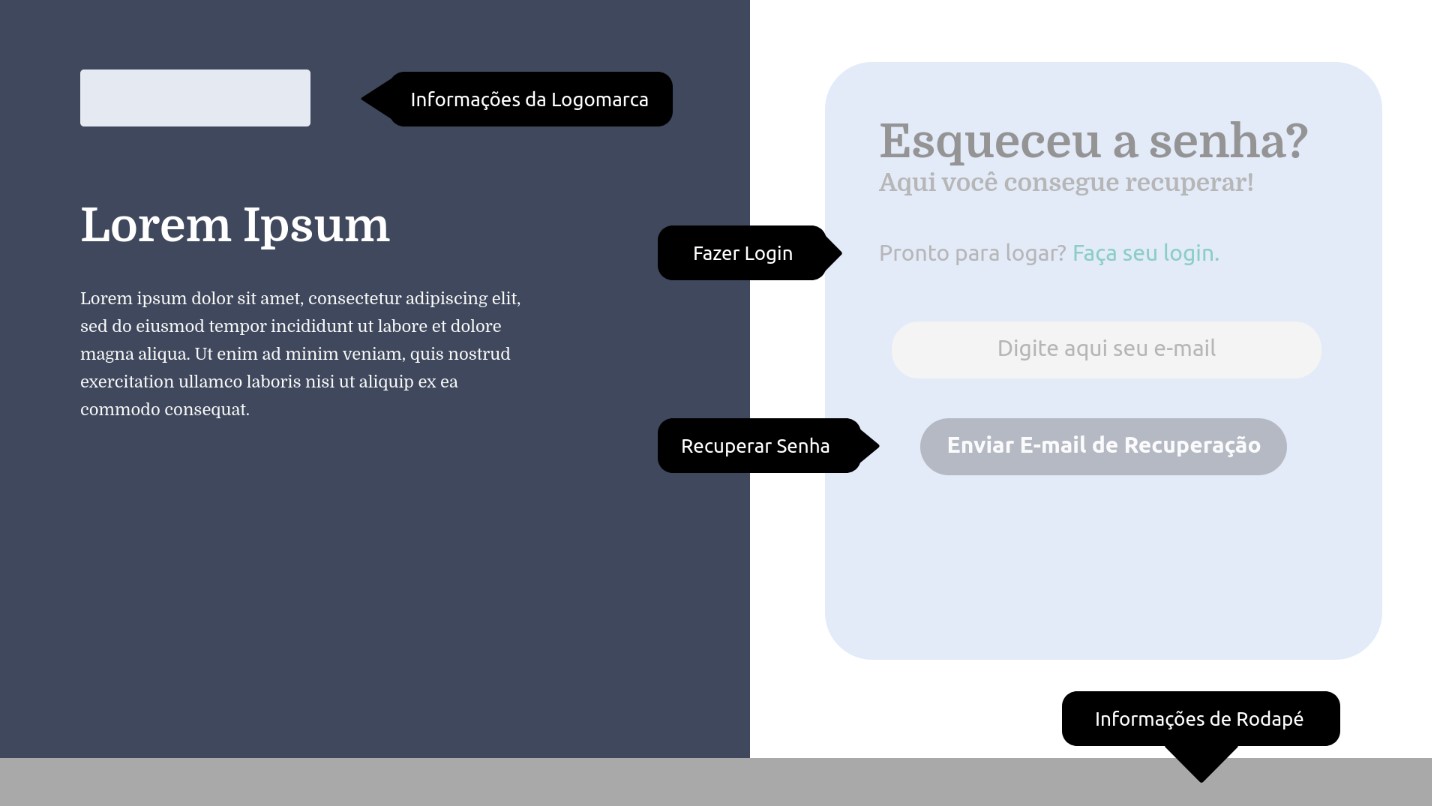 Informações da Logomarca
Lorem Ipsum
Lorem ipsum dolor sit amet, consectetur adipiscing elit,
sed do eiusmod tempor incididunt ut labore et dolore
magna aliqua. Ut enim ad minim veniam, quis nostrud
exercitation ullamco laboris nisi ut aliquip ex ea
commodo consequat.
Esqueceu a senha?
Aqui você consegue recuperar!
Fazer Login
Pronto para logar? Faça seu login.
Digite aqui seu e-mail
Recuperar Senha
Enviar E-mail de Recuperação
Informações de Rodapé